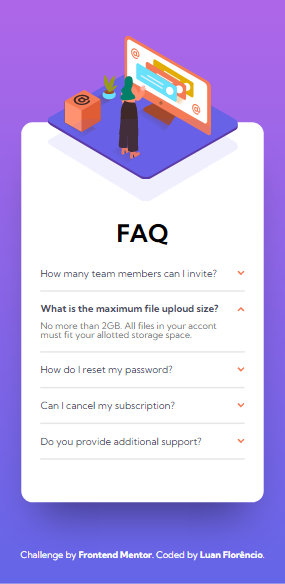 FAQ
How many team members can I invite?
What is the maximum file uploud size?
No more than 2GB. All files in your accont
must fit your allotted storage space.
How do I reset my password?
Can I cancel my subscription?
Do you provide additional support?
Challenge by Frontend Mentor. Coded by Luan Florêncio.